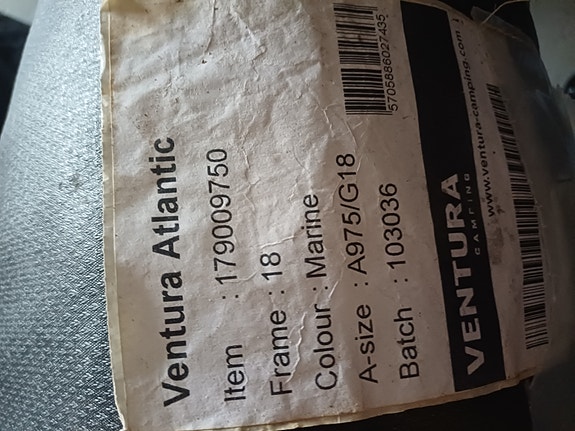 Ventura Atlantic
Item : 179009750
Frame : 18
Colour : Marine
A-size : A975/G18
Batch : 103036
5705886027435
VENTURA
CAMPING
www.ventura-camping.com